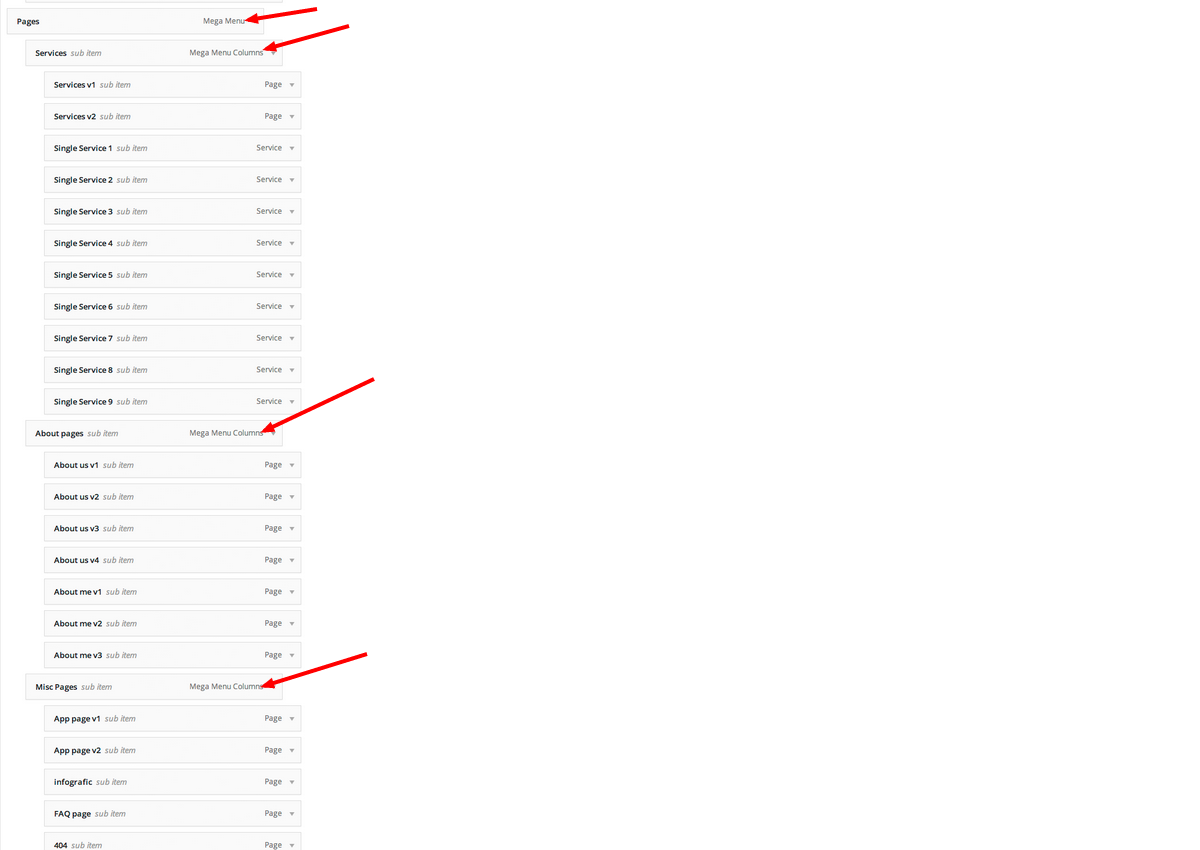 Pages Mega Menu
Services sub item Mega Menu Columns
Services v1 sub item Page
Services v2 sub item Page
Single Service 1 sub item Service
Single Service 2 sub item Service
Single Service 3 sub item Service
Single Service 4 sub item Service
Single Service 5 sub item Service
Single Service 6 sub item Service
Single Service 7 sub item Service
Single Service 8 sub item Service
Single Service 9 sub item Service
About pages sub item Mega Menu Columns
About us v1 sub item Page
About us v2 sub item Page
About us v3 sub item Page
About us v4 sub item Page
About me v1 sub item Page
About me v2 sub item Page
About me v3 sub item Page
Misc Pages sub item Mega Menu Columns
App page v1 sub item Page
App page v2 sub item Page
infografic sub item Page
FAQ page sub item Page
404 sub item Page